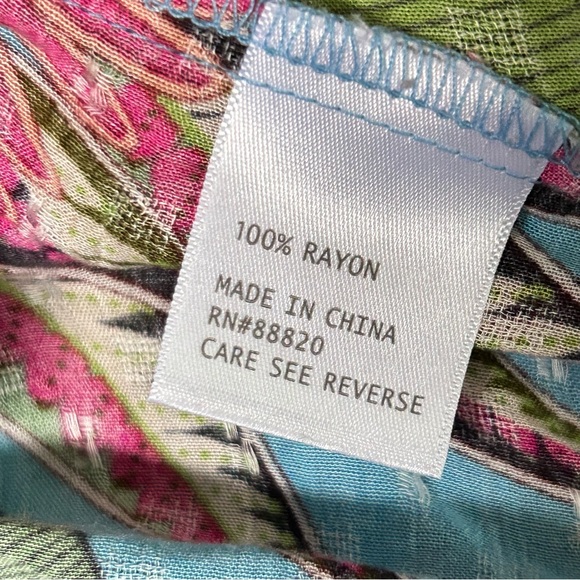 100% RAYON
MADE IN CHINA
RN#88820
CARE SEE REVERSE